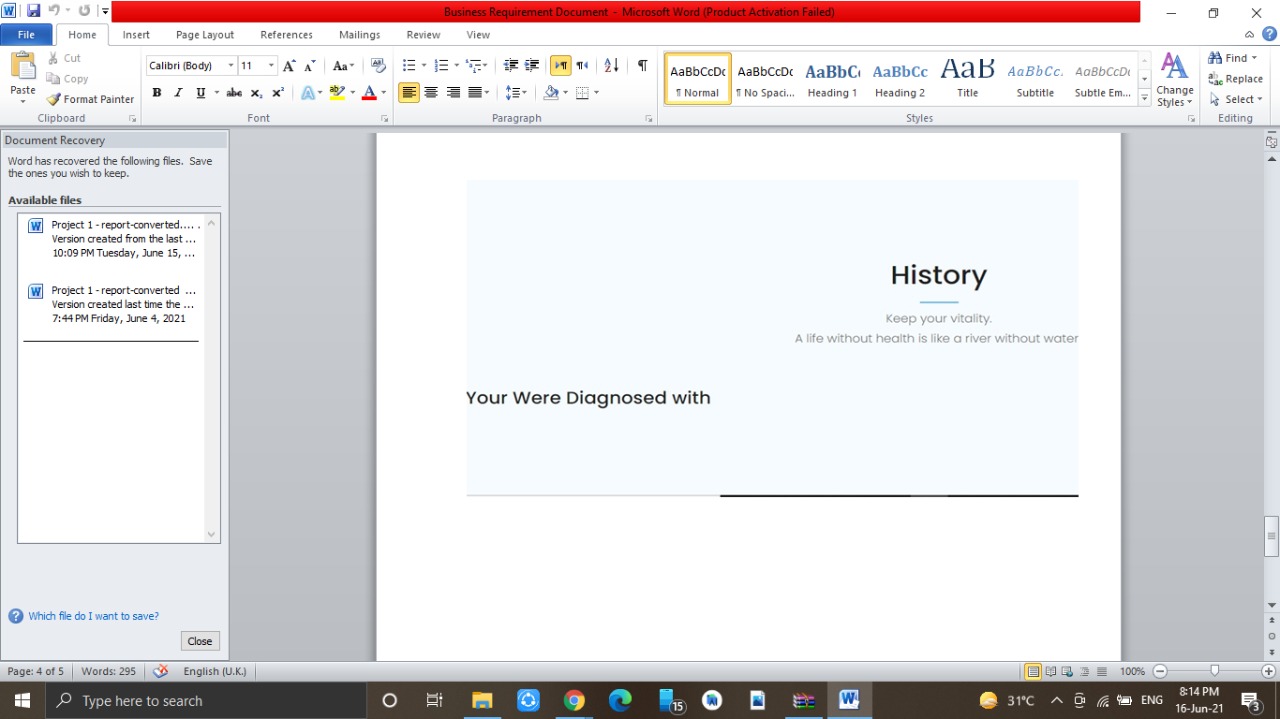 Business Requirement Document - Microsoft Word (Product Activation Failed)
File Home Insert Page Layout References Mailings Review View
Paste
Cut
Copy
Format Painter
Clipboard
Calibri (Body) 11
Font
Paragraph
AaBbCcDc AaBbCcDc AaBbC AaBbCc AaB AaBbCc. AaBbCcDt
¶ Normal ¶ No Spaci... Heading 1 Heading 2 Title Subtitle Subtle Em...
Styles
Change
Styles
Find
Replace
Select
Editing
Document Recovery
Word has recovered the following files. Save
the ones you wish to keep.
Available files
Project 1 - report-converted.... .
Version created from the last ...
10:09 PM Tuesday, June 15, ...
Project 1 - report-converted ...
Version created last time the ...
7:44 PM Friday, June 4, 2021
Which file do I want to save?
Close
History
Keep your vitality.
A life without health is like a river without water
Your Were Diagnosed with
Page: 4 of 5 Words: 295 English (U.K.) 100%
Type here to search
15
31°C ENG
8:14 PM
16-Jun-21
3